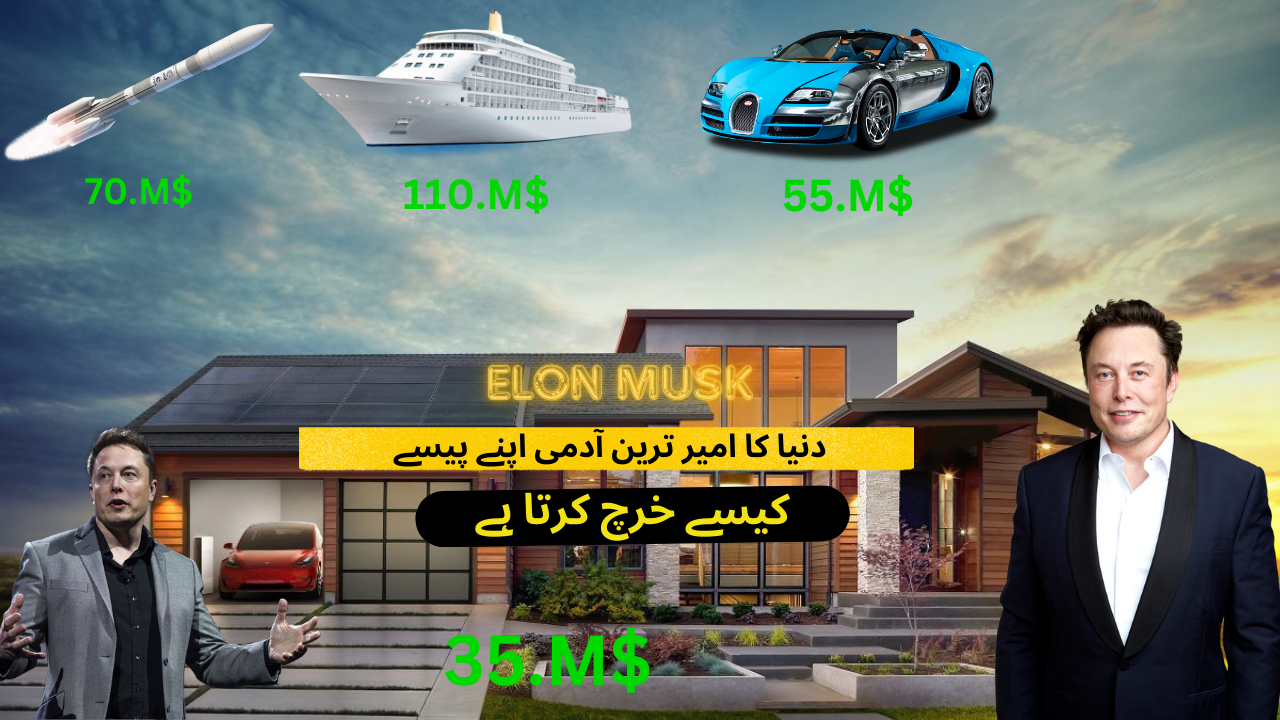 70.M$
110.M$
55.M$
ELON MUSK
دنیا کا امیر ترین آدمی اپنے پیسے
کیسے خرچ کرتا ہے
35.M$